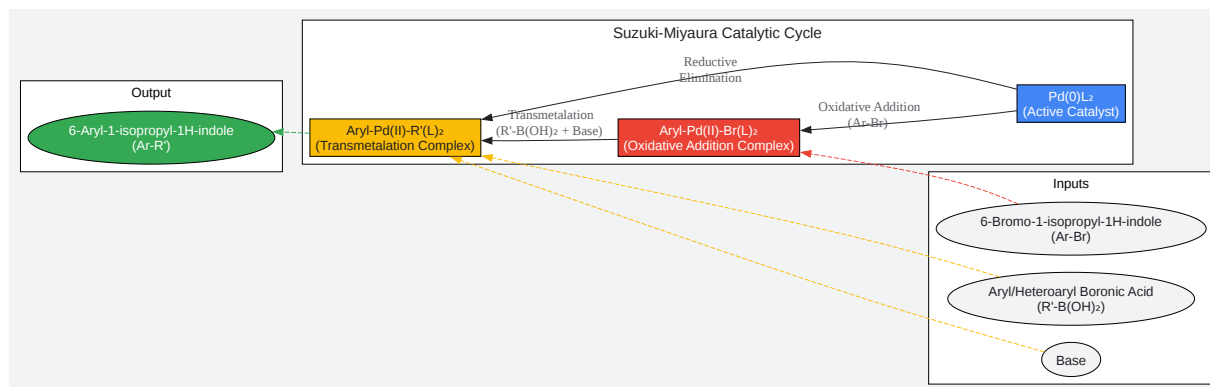 Suzuki-Miyaura Catalytic Cycle
Output
6-Aryl-1-isopropyl-1H-indole
(Ar-R')
Reductive
Elimination
Pd(0)L₂
(Active Catalyst)
Transmetalation
(R'-B(OH)₂ + Base)
Oxidative Addition
(Ar-Br)
Aryl-Pd(II)-R'(L)₂
(Transmetalation Complex)
Aryl-Pd(II)-Br(L)₂
(Oxidative Addition Complex)
Inputs
6-Bromo-1-isopropyl-1H-indole
(Ar-Br)
Aryl/Heteroaryl Boronic Acid
(R'-B(OH)₂)
Base